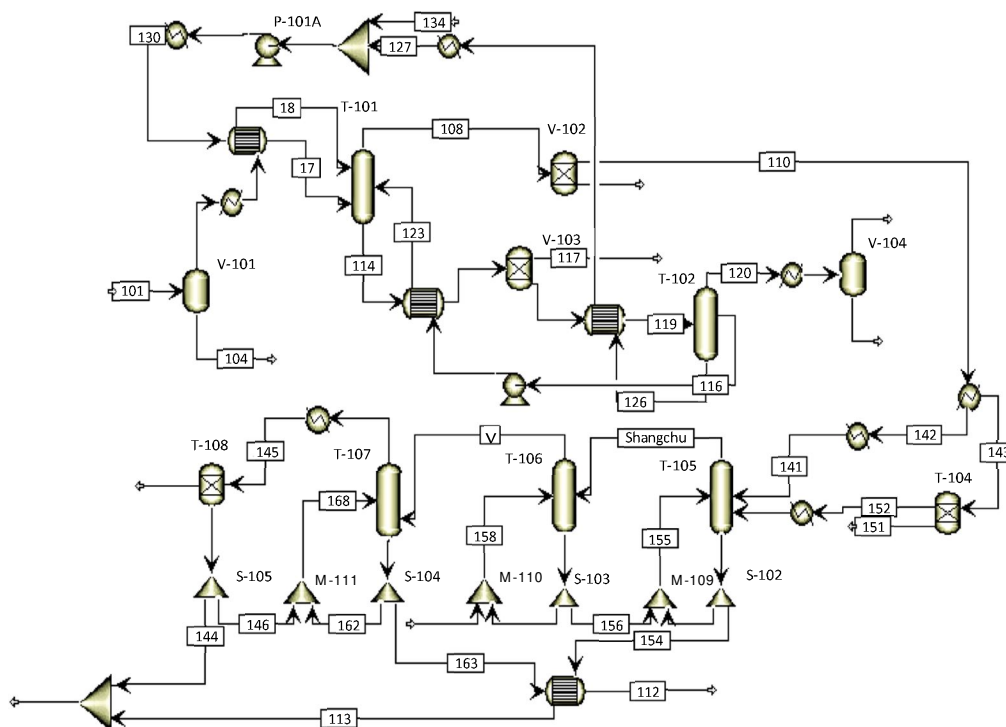 P-101A
134
130
127
18
T-101
108
V-102
110
17
123
V-103
117
V-104
V-101
114
T-102
120
101
119
104
116
126
145
V
Shangchu
142
143
T-108
T-107
T-106
T-105
141
T-104
168
158
155
152
151
S-105
M-111
S-104
M-110
S-103
M-109
S-102
144
146
162
156
154
163
112
113